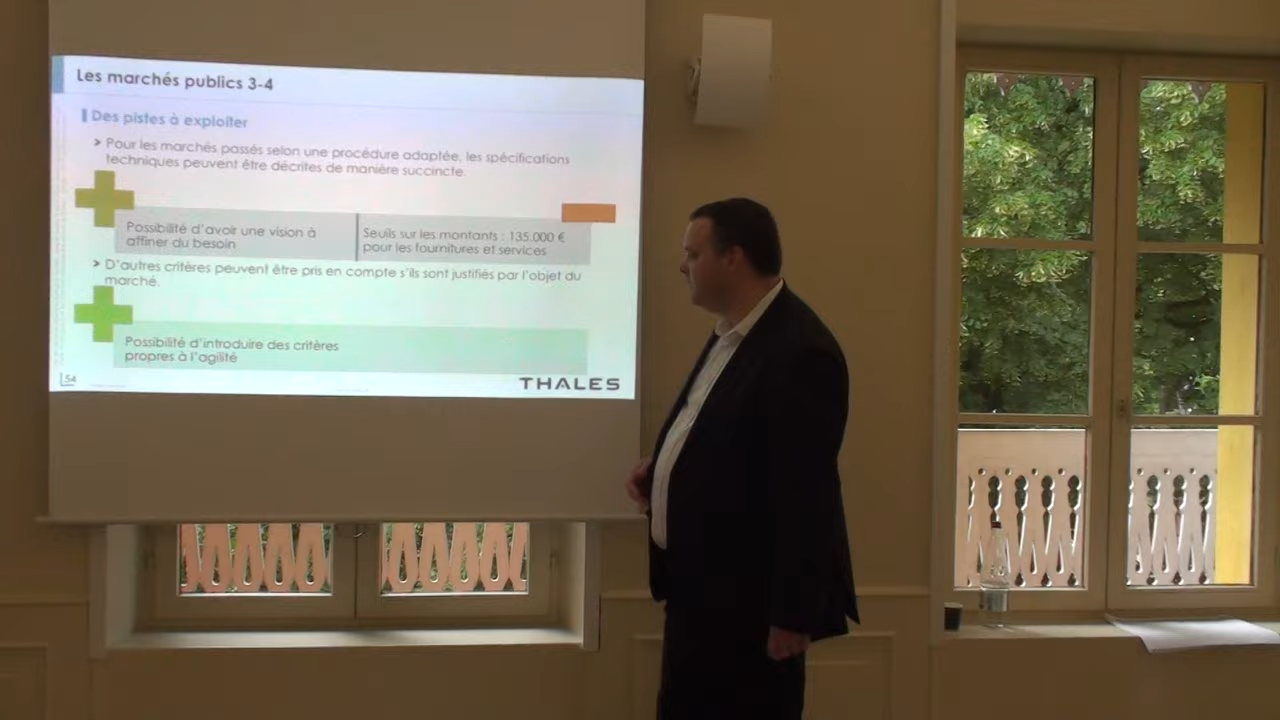 Les marchés publics 3-4
Des pistes à exploiter
> Pour les marchés passés selon une procédure adaptée, les spécifications
techniques peuvent être décrites de manière succincte.
Possibilité d'avoir une vision à
affiner du besoin
Seuils sur les montants : 135.000 €
pour les fournitures et services
> D'autres critères peuvent être pris en compte s'ils sont justifiés par l'objet du
marché.
Possibilité d'introduire des critères
propres à l'agilité
54
THALES